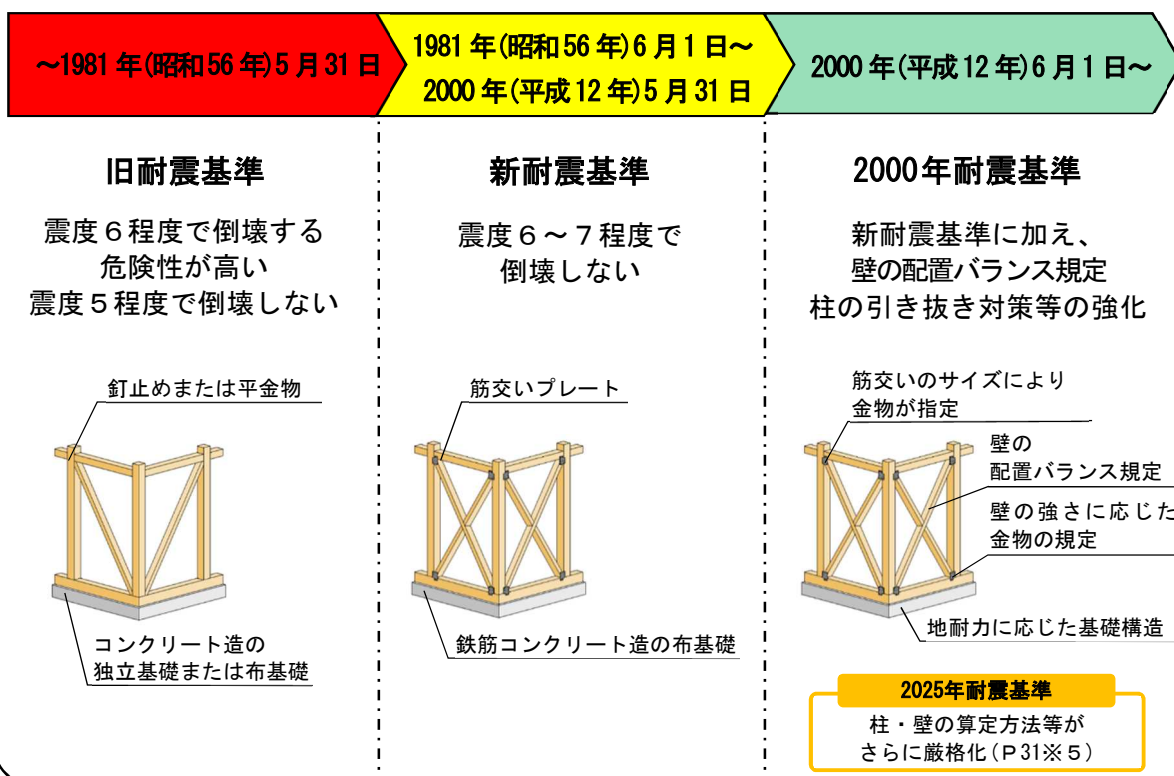 ～1981年(昭和56年)5月31日
1981年(昭和56年)6月1日～
2000年(平成12年)5月31日
2000年(平成12年)6月1日～
旧耐震基準
震度６程度で倒壊する
危険性が高い
震度５程度で倒壊しない
釘止めまたは平金物
コンクリート造の
独立基礎または布基礎
新耐震基準
震度６～７程度で
倒壊しない
筋交いプレート
鉄筋コンクリート造の布基礎
2000年耐震基準
新耐震基準に加え、
壁の配置バランス規定
柱の引き抜き対策等の強化
筋交いのサイズにより
金物が指定
壁の
配置バランス規定
壁の強さに応じた
金物の規定
地耐力に応じた基礎構造
2025年耐震基準
柱・壁の算定方法等が
さらに厳格化(Ｐ31※５)